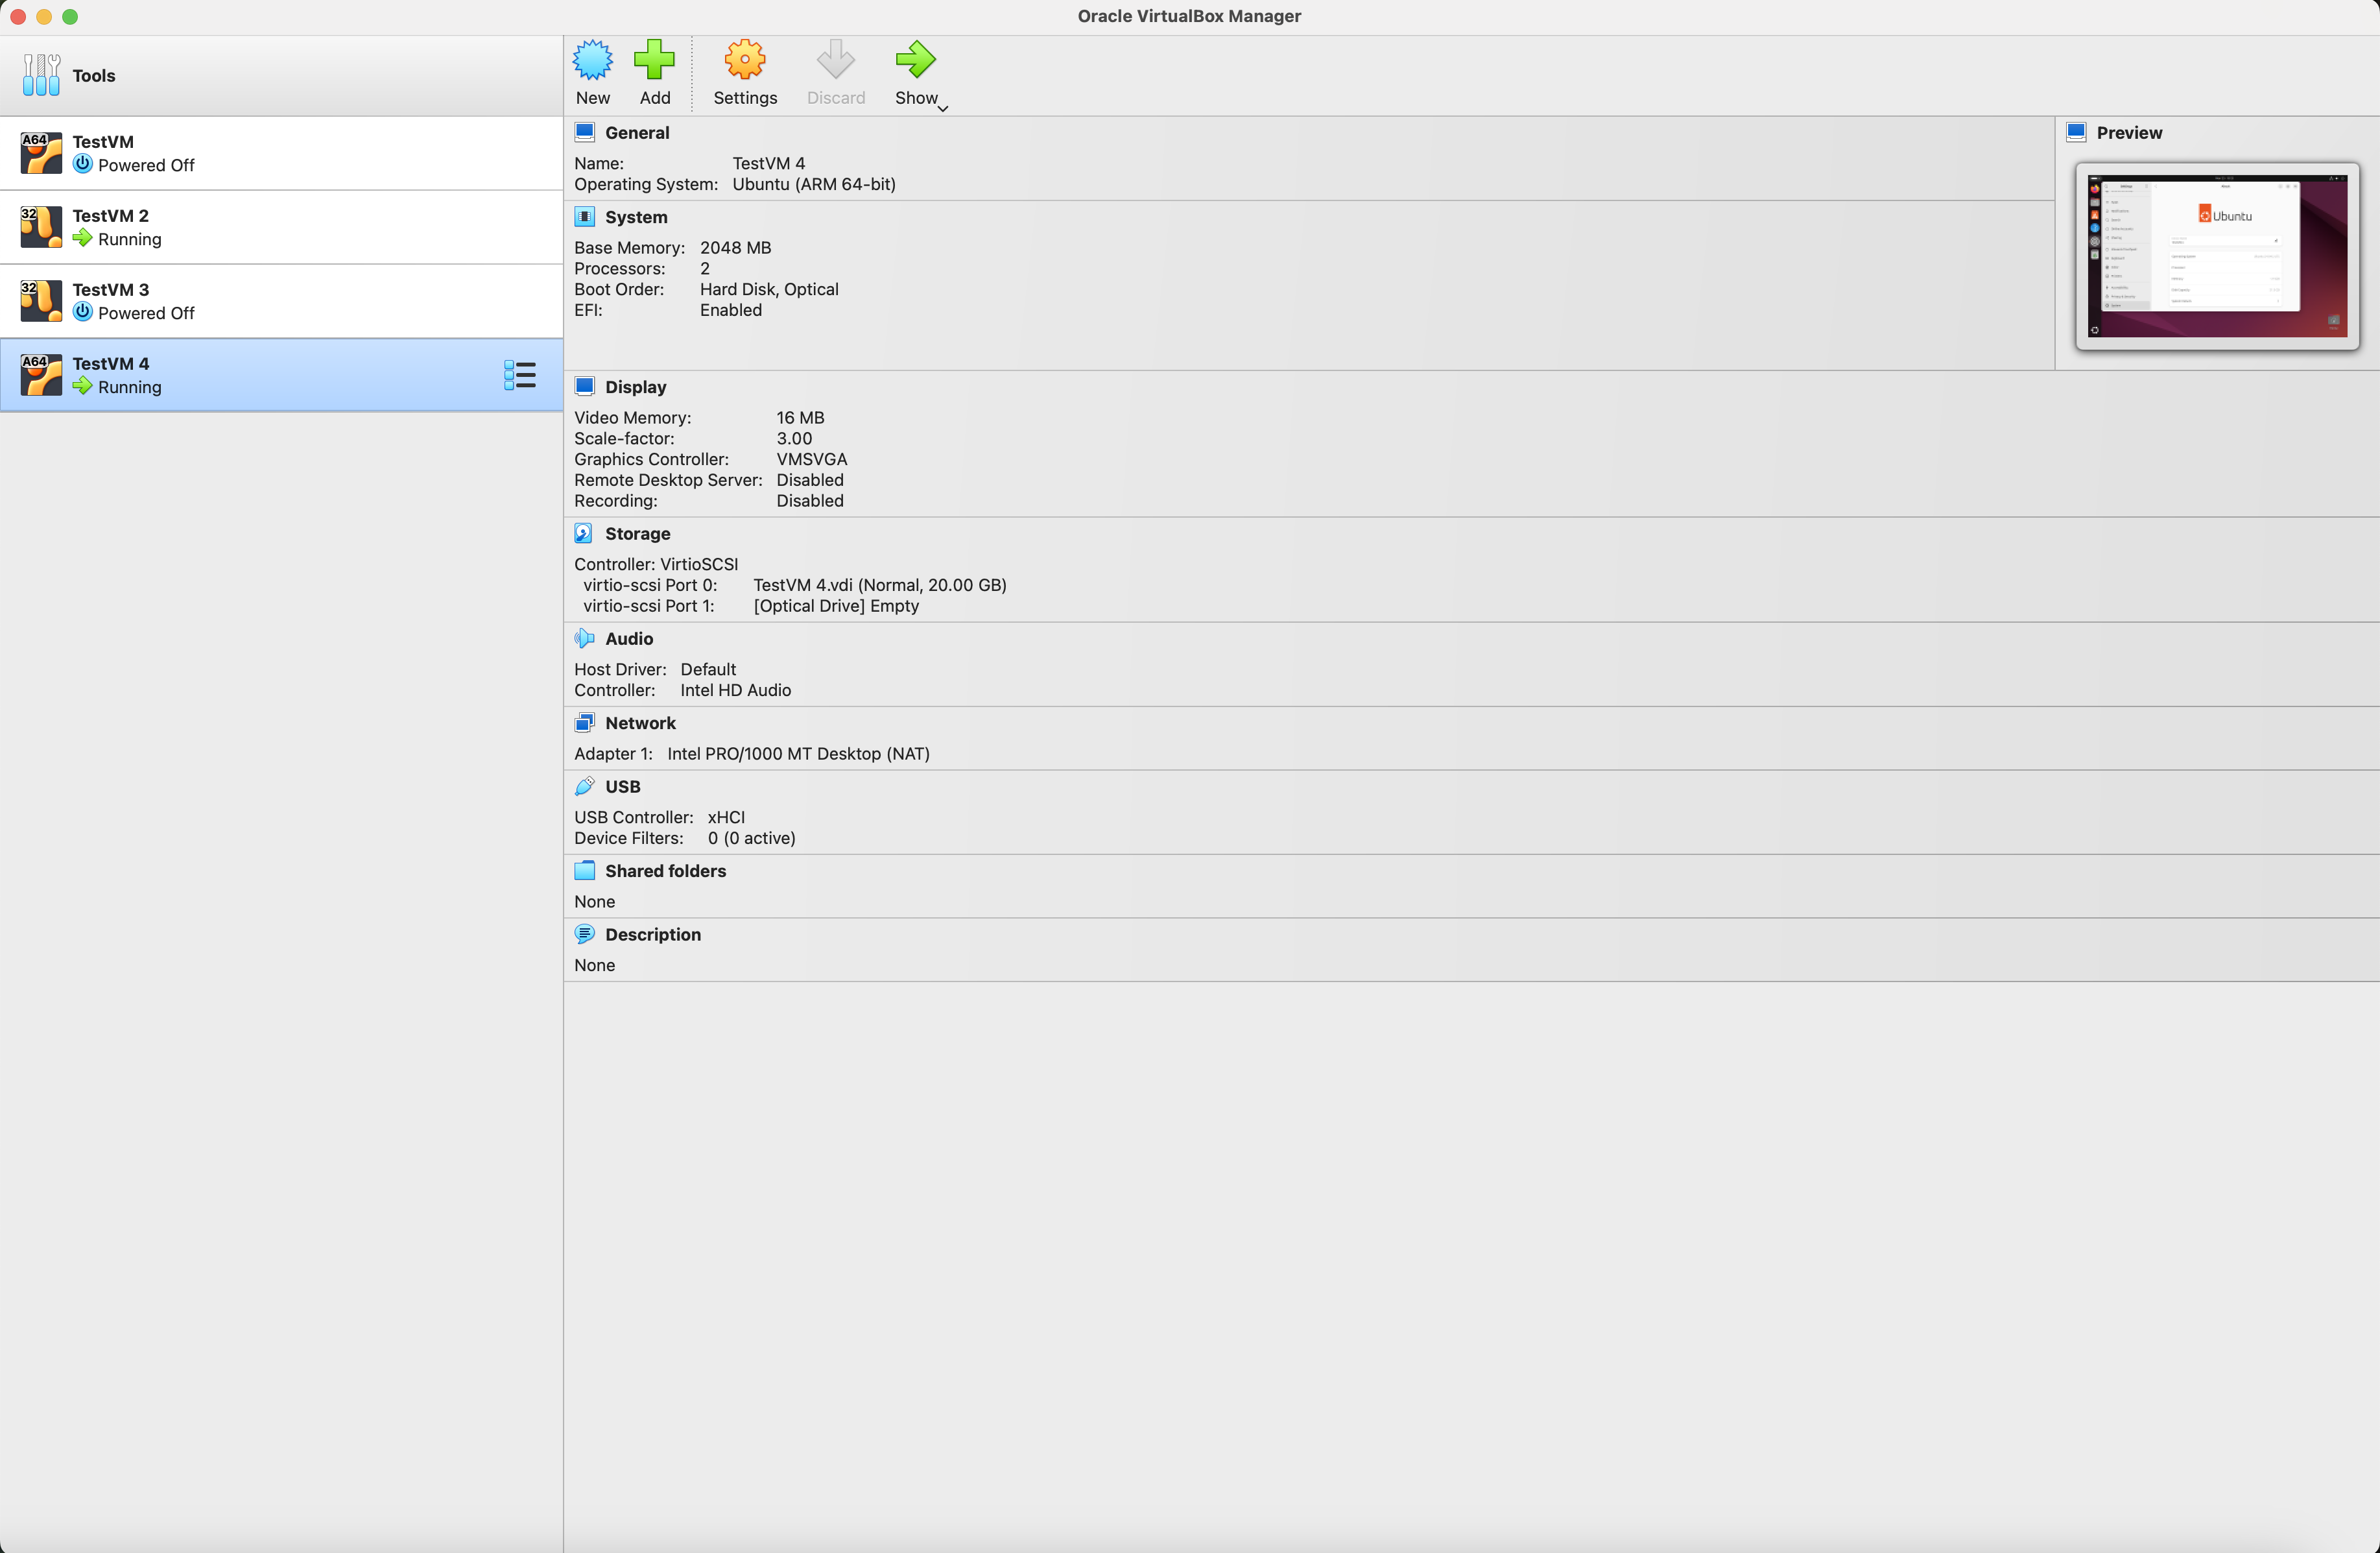 Oracle VirtualBox Manager
Tools
New
Add
Settings
Discard
Show
A64
TestVM
Powered Off
32
TestVM 2
Running
32
TestVM 3
Powered Off
A64
TestVM 4
Running
General
Name: TestVM 4
Operating System: Ubuntu (ARM 64-bit)
Preview
Ubuntu
System
Base Memory: 2048 MB
Processors: 2
Boot Order: Hard Disk, Optical
EFI: Enabled
Display
Video Memory: 16 MB
Scale-factor: 3.00
Graphics Controller: VMSVGA
Remote Desktop Server: Disabled
Recording: Disabled
Storage
Controller: VirtioSCSI
virtio-scsi Port 0: TestVM 4.vdi (Normal, 20.00 GB)
virtio-scsi Port 1: [Optical Drive] Empty
Audio
Host Driver: Default
Controller: Intel HD Audio
Network
Adapter 1: Intel PRO/1000 MT Desktop (NAT)
USB
USB Controller: xHCI
Device Filters: 0 (0 active)
Shared folders
None
Description
None